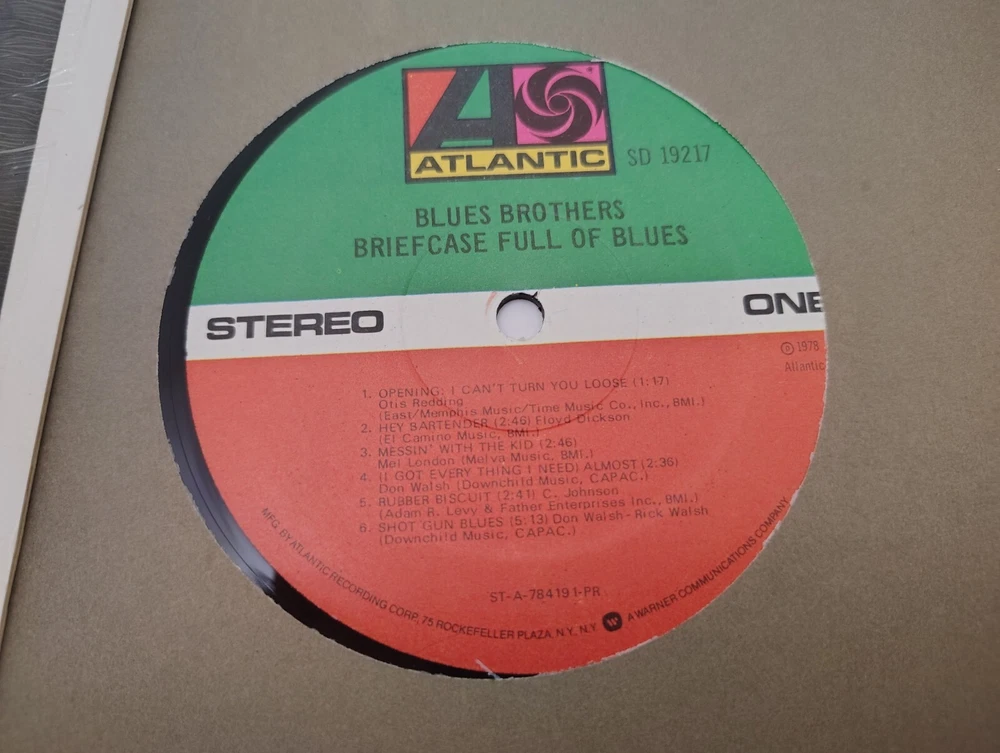 ATLANTIC
SD 19217
BLUES BROTHERS
BRIEFCASE FULL OF BLUES
STEREO
ONE
Ⓟ 1978
Atlantic
1. OPENING: I CAN'T TURN YOU LOOSE (1:17)
Otis Redding
(East/Memphis Music/Time Music Co., Inc., BMI.)
2. HEY BARTENDER (2:46) Floyd Dickson
(El Camino Music, BMI.)
3. MESSIN' WITH THE KID (2:46)
Mel London (Melva Music, BMI.)
4. (I GOT EVERY THING I NEED) ALMOST (2:36)
Don Walsh (Downchild Music, CAPAC.)
5. RUBBER BISCUIT (2:41) C. Johnson
(Adam R. Levy & Father Enterprises Inc., BMI.)
6. SHOT GUN BLUES (5:13) Don Walsh-Rick Walsh
(Downchild Music, CAPAC.)
ST-A-784191-PR
MFG. BY ATLANTIC RECORDING CORP., 75 ROCKEFELLER PLAZA, N.Y., N.Y. W A WARNER COMMUNICATIONS COMPANY